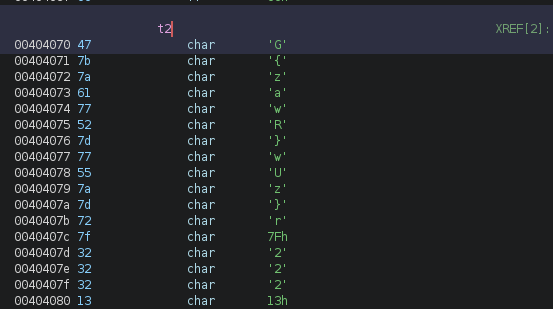 t2 XREF[2]:
00404070 47 char 'G'
00404071 7b char '{'
00404072 7a char 'z'
00404073 61 char 'a'
00404074 77 char 'w'
00404075 52 char 'R'
00404076 7d char '}'
00404077 77 char 'w'
00404078 55 char 'U'
00404079 7a char 'z'
0040407a 7d char '}'
0040407b 72 char 'r'
0040407c 7f char 7Fh
0040407d 32 char '2'
0040407e 32 char '2'
0040407f 32 char '2'
00404080 13 char 13h